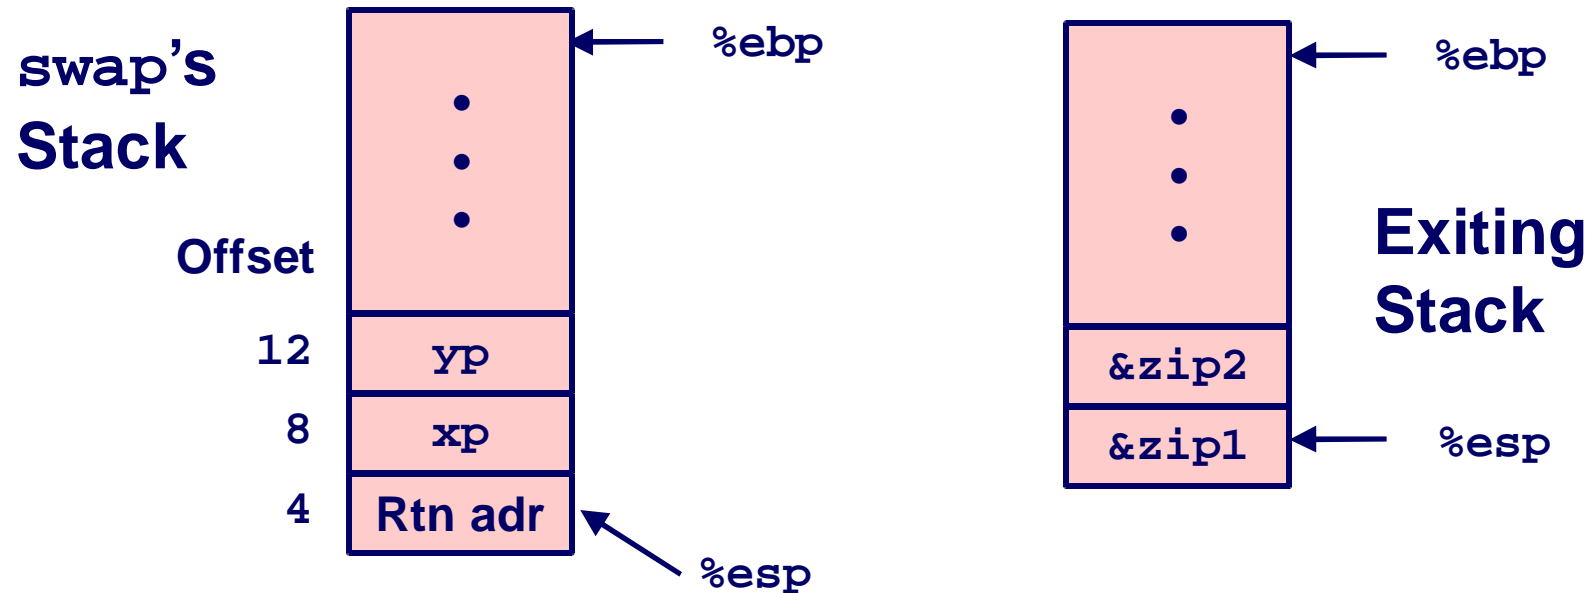 swap's
Stack
%ebp
Offset
12 yp
8 xp
4 Rtn adr
%esp
%ebp
Exiting
Stack
&zip2
&zip1
%esp